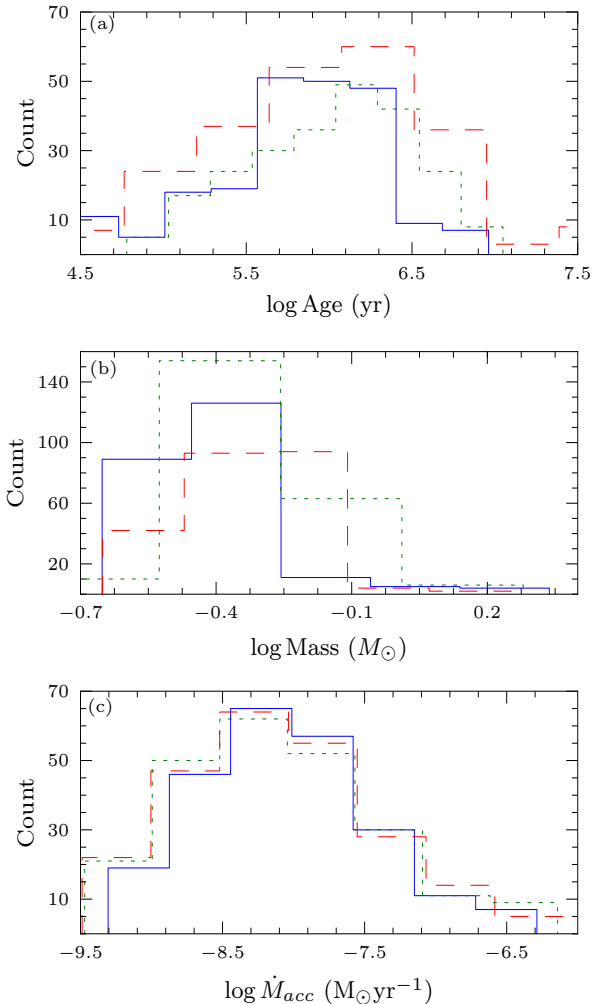 70
(a)
50
Count
30
10
4.5 5.5 6.5 7.5
log Age (yr)
(b)
140
100
Count
60
20
−0.7 −0.4 −0.1 0.2
log Mass (M⊙)
70
(c)
50
Count
30
10
−9.5 −8.5 −7.5 −6.5
log Ṁacc (M⊙yr−1)